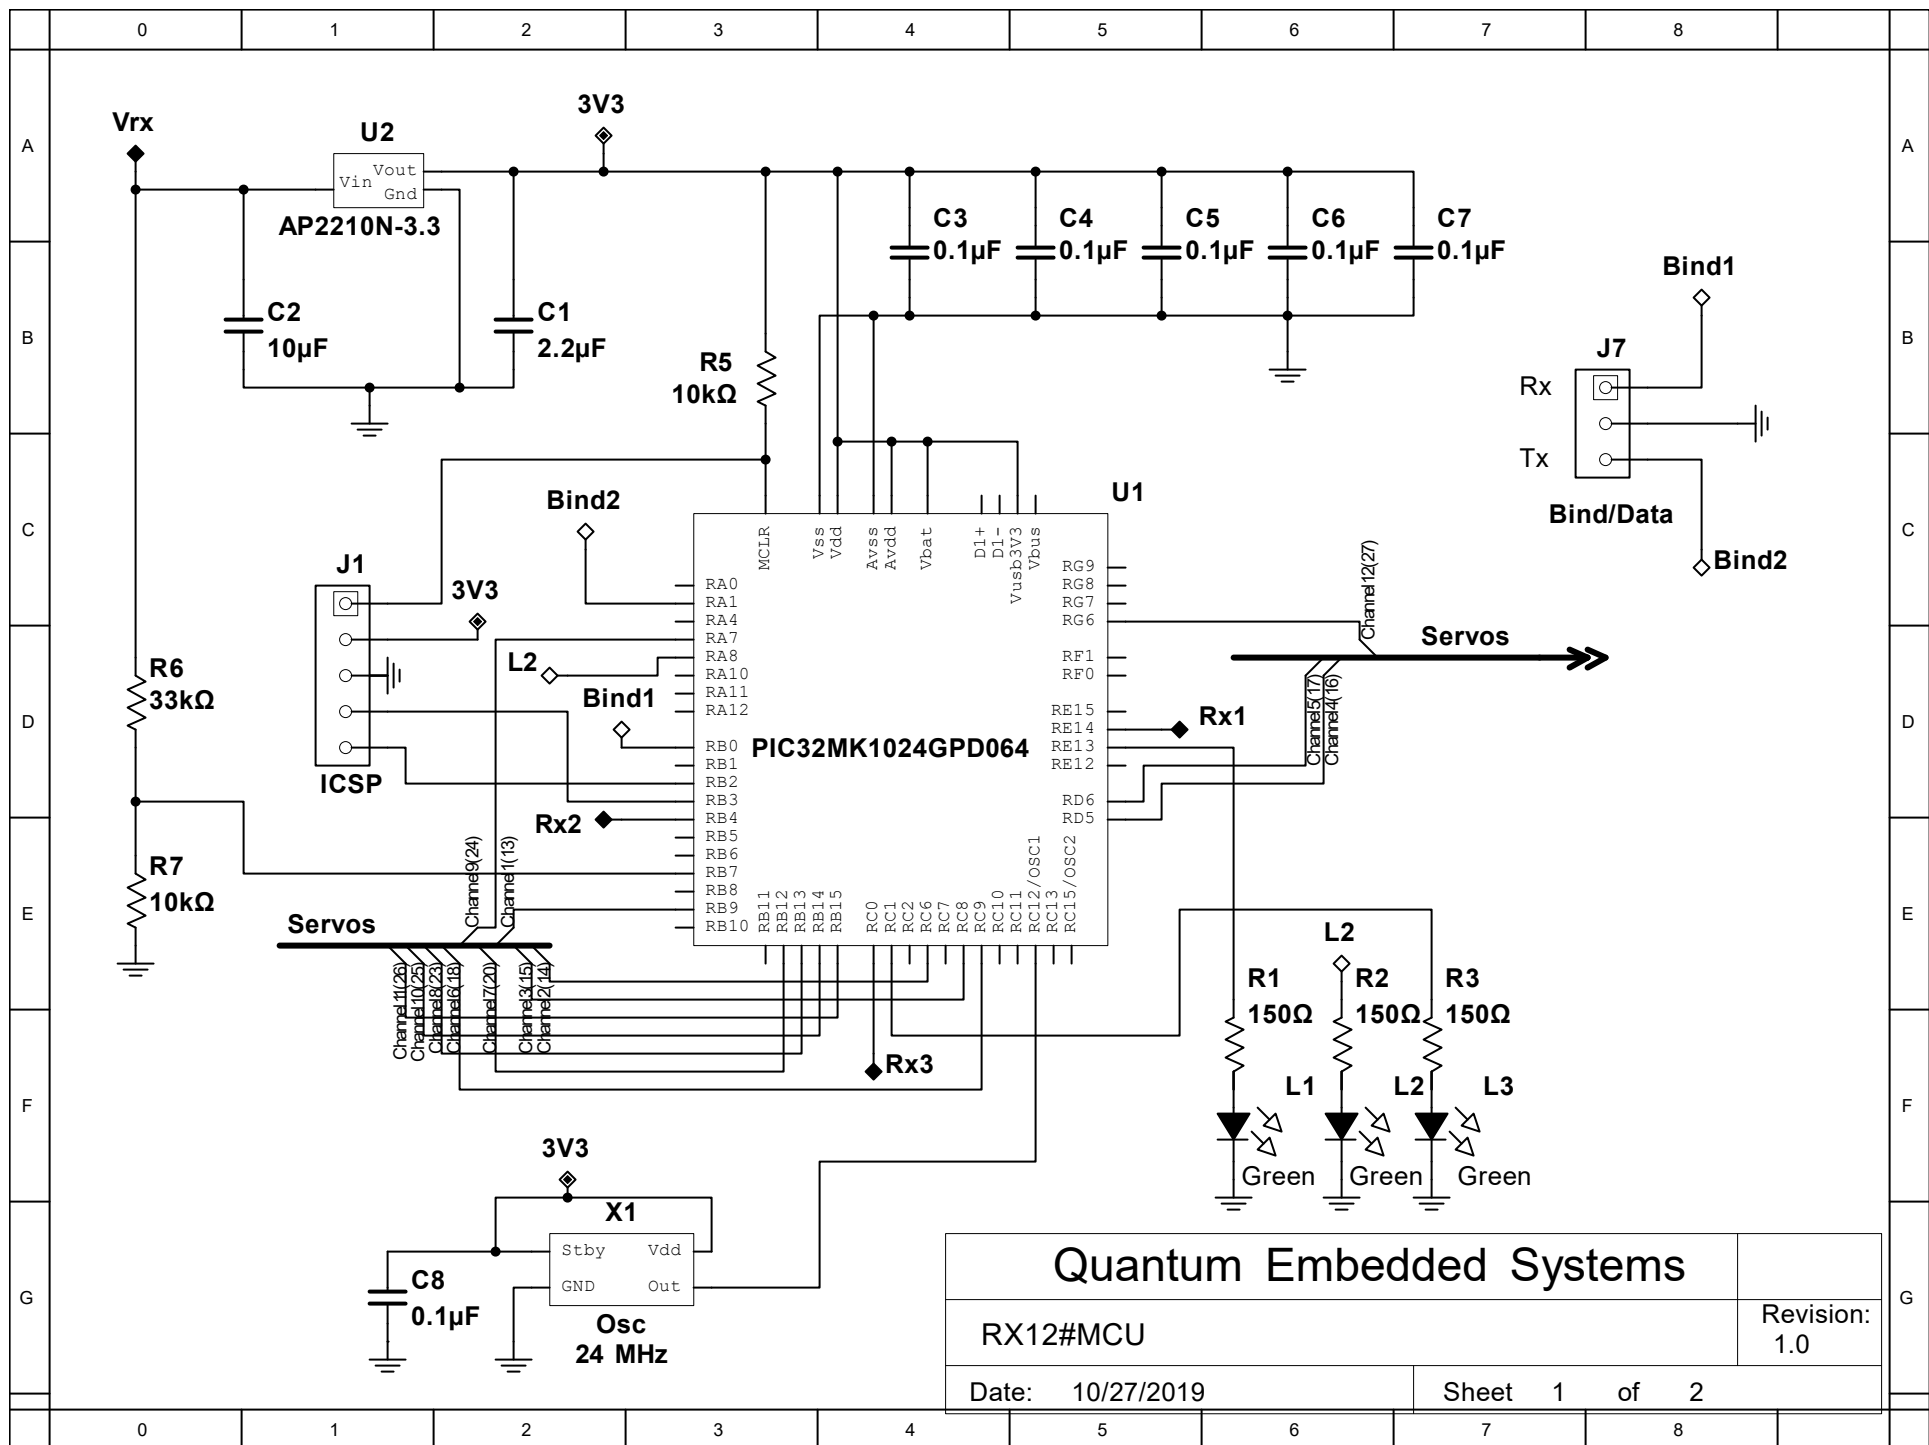 0 1 2 3 4 5 6 7 8
A A
B B
C C
D D
E E
F F
G G
Vrx
U2
Vin Vout
Gnd
AP2210N-3.3
3V3
C2
10µF
C1
2.2µF
R5
10kΩ
C3
0.1µF
C4
0.1µF
C5
0.1µF
C6
0.1µF
C7
0.1µF
Bind1
J7
Rx
Tx
Bind/Data
Bind2
U1
Bind2
J1
3V3
ICSP
L2
Bind1
R6
33kΩ
R7
10kΩ
Rx2
MCLR
Vss
Vdd
Avss
Avdd
Vbat
D1+
D1-
Vusb3V3
Vbus
RA0
RA1
RA4
RA7
RA8
RA10
RA11
RA12
RB0
RB1
RB2
RB3
RB4
RB5
RB6
RB7
RB8
RB9
RB10
PIC32MK1024GPD064
RG9
RG8
RG7
RG6
RF1
RF0
RE15
RE14
RE13
RE12
RD6
RD5
RB11
RB12
RB13
RB14
RB15
RC0
RC1
RC2
RC6
RC7
RC8
RC9
RC10
RC11
RC12/OSC1
RC13
RC15/OSC2
Channel12(27)
Servos
Channel5(17)
Channel4(16)
Rx1
Channel9(24)
Channel1(13)
Servos
Channel11(26)
Channel10(25)
Channel8(23)
Channel6(18)
Channel7(20)
Channel3(15)
Channel2(14)
Rx3
L2
R1
150Ω
R2
150Ω
R3
150Ω
L1
L2
L3
Green
Green
Green
3V3
X1
Stby Vdd
GND Out
C8
0.1µF
Osc
24 MHz
Quantum Embedded Systems
RX12#MCU
Revision:
1.0
Date: 10/27/2019
Sheet 1 of 2
0 1 2 3 4 5 6 7 8